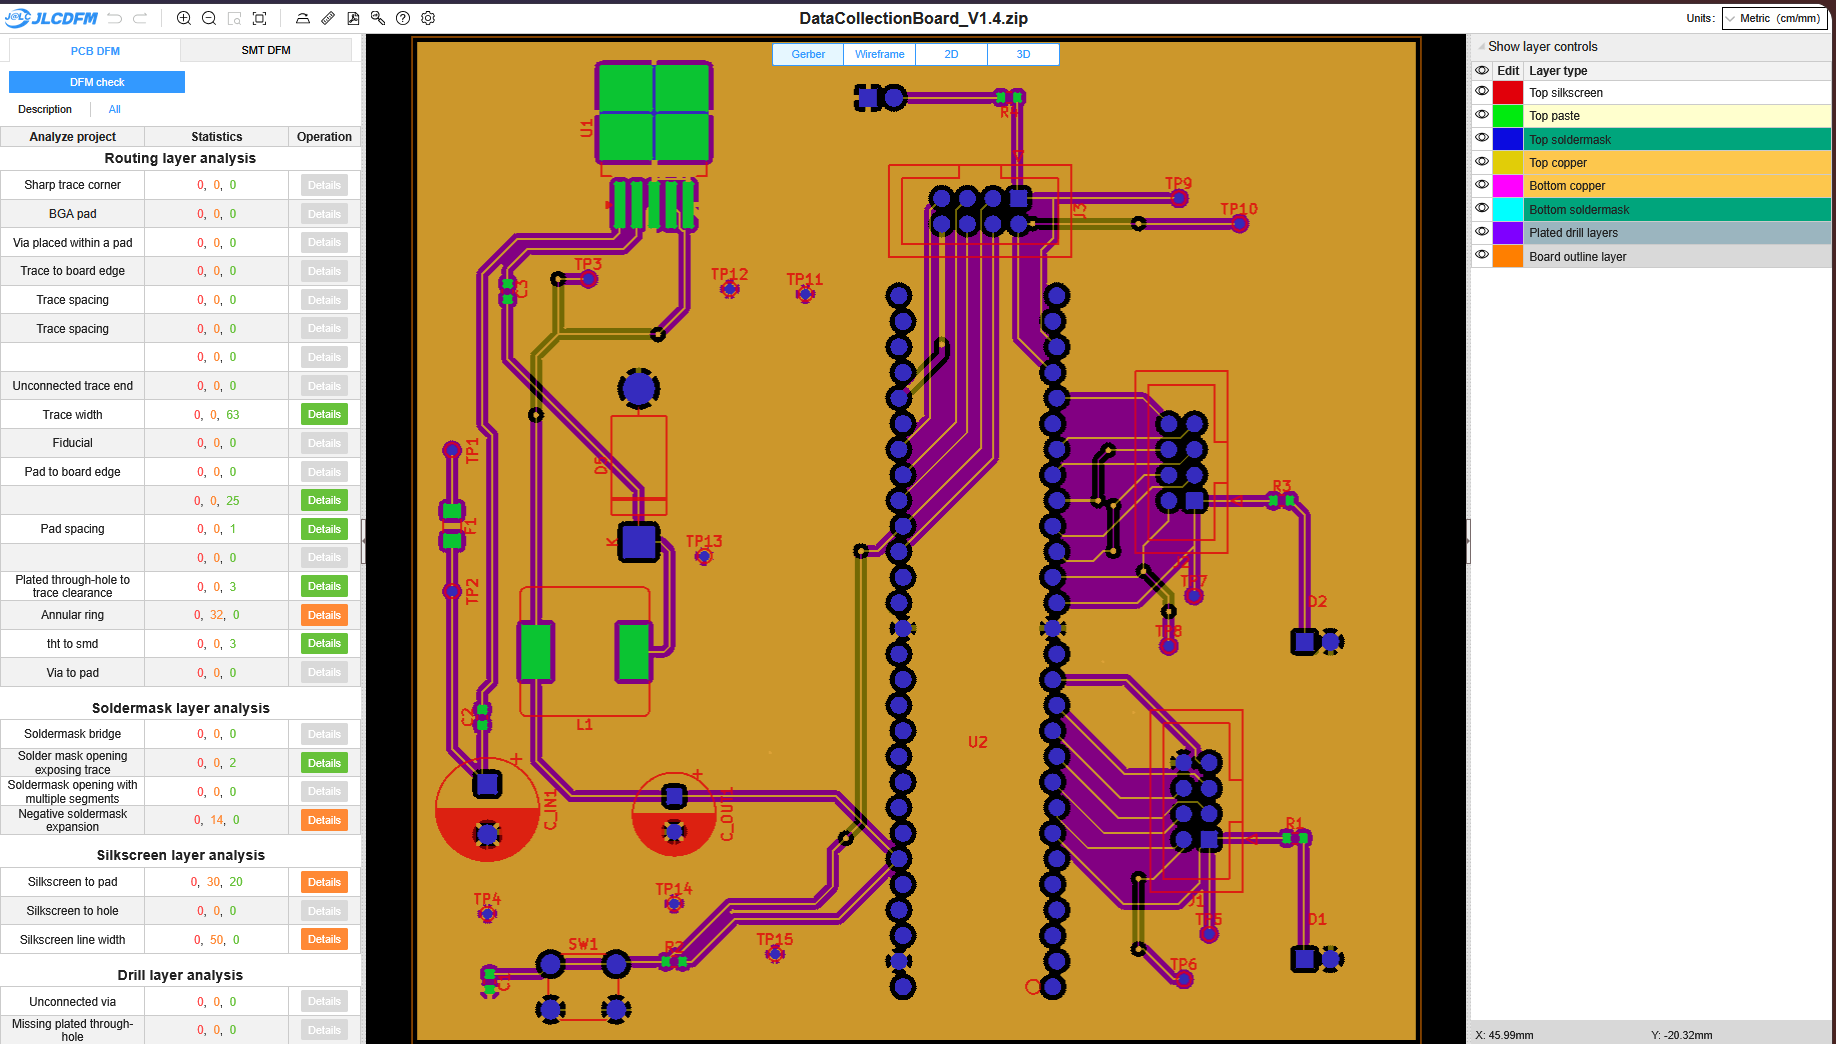 JLCDFM
DataCollectionBoard_V1.4.zip
Units: Metric (cm/mm)
PCB DFM SMT DFM
DFM check
Description All
Analyze project Statistics Operation
Routing layer analysis
Sharp trace corner 0, 0, 0 Details
BGA pad 0, 0, 0 Details
Via placed within a pad 0, 0, 0 Details
Trace to board edge 0, 0, 0 Details
Trace spacing 0, 0, 0 Details
Trace spacing 0, 0, 0 Details
0, 0, 0 Details
Unconnected trace end 0, 0, 0 Details
Trace width 0, 0, 63 Details
Fiducial 0, 0, 0 Details
Pad to board edge 0, 0, 0 Details
0, 0, 25 Details
Pad spacing 0, 0, 1 Details
0, 0, 0 Details
Plated through-hole to
trace clearance 0, 0, 3 Details
Annular ring 0, 32, 0 Details
tht to smd 0, 0, 3 Details
Via to pad 0, 0, 0 Details
Soldermask layer analysis
Soldermask bridge 0, 0, 0 Details
Solder mask opening
exposing trace 0, 0, 2 Details
Soldermask opening with
multiple segments 0, 0, 0 Details
Negative soldermask
expansion 0, 14, 0 Details
Silkscreen layer analysis
Silkscreen to pad 0, 30, 20 Details
Silkscreen to hole 0, 0, 0 Details
Silkscreen line width 0, 50, 0 Details
Drill layer analysis
Unconnected via 0, 0, 0 Details
Missing plated through-
hole 0, 0, 0 Details
Gerber Wireframe 2D 3D
U1
TP9
J3
TP10
TP3
TP12
TP11
C3
TP1
R3
F1
K
TP13
TP7
TP2
D2
TP8
C2
L1
U2
+
+
C_IN1
C_OUT1
R1
TP14
TP4
J1
TP5
D1
SW1
R2
TP15
TP6
Show layer controls
Edit Layer type
Top silkscreen
Top paste
Top soldermask
Top copper
Bottom copper
Bottom soldermask
Plated drill layers
Board outline layer
X: 45.99mm Y: -20.32mm